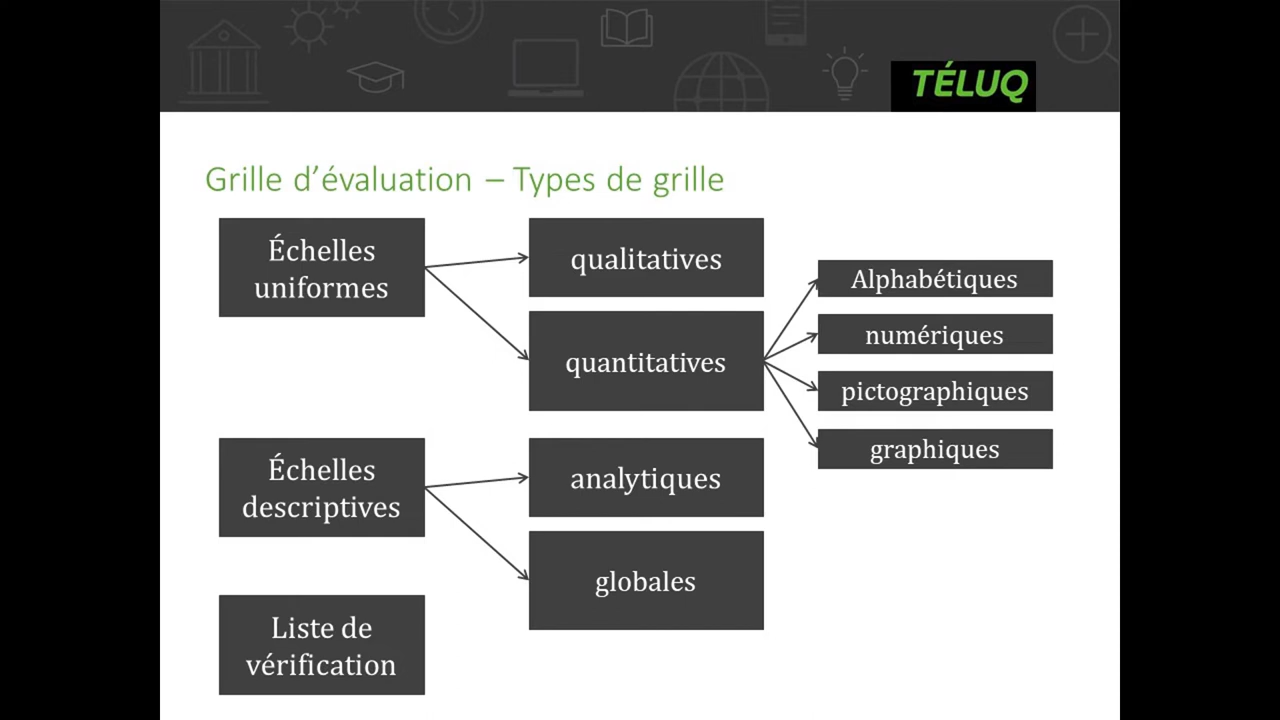 TÉLUQ
Grille d’évaluation – Types de grille
Échelles
uniformes
qualitatives
quantitatives
Alphabétiques
numériques
pictographiques
graphiques
Échelles
descriptives
analytiques
globales
Liste de
vérification